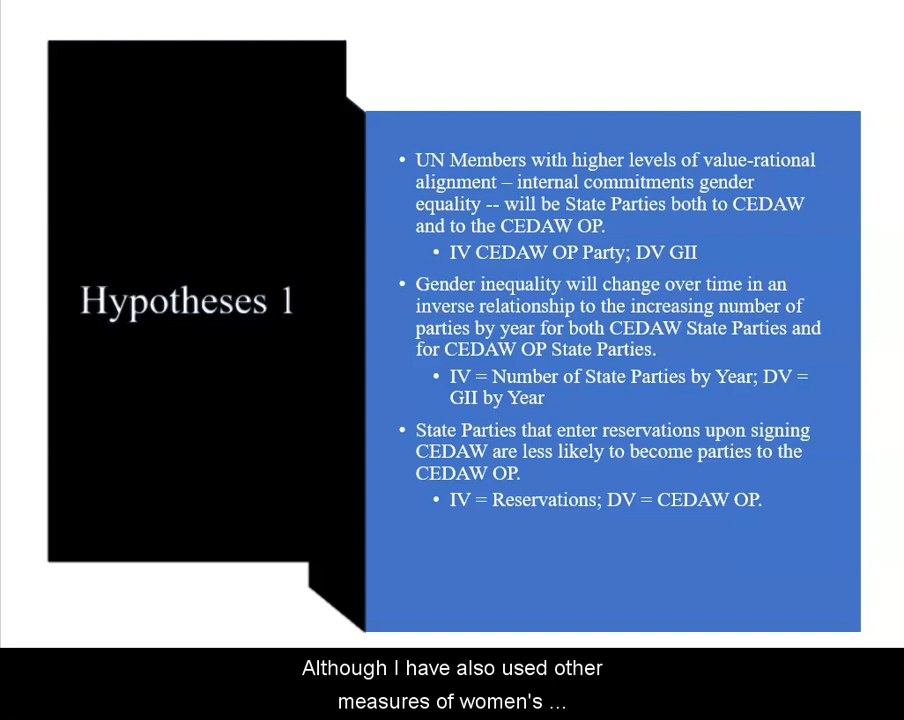 Hypotheses 1
• UN Members with higher levels of value-rational
alignment – internal commitments gender
equality -- will be State Parties both to CEDAW
and to the CEDAW OP.
• IV CEDAW OP Party; DV GII
• Gender inequality will change over time in an
inverse relationship to the increasing number of
parties by year for both CEDAW State Parties and
for CEDAW OP State Parties.
• IV = Number of State Parties by Year; DV =
GII by Year
• State Parties that enter reservations upon signing
CEDAW are less likely to become parties to the
CEDAW OP.
• IV = Reservations; DV = CEDAW OP.
Although I have also used other
measures of women's ...